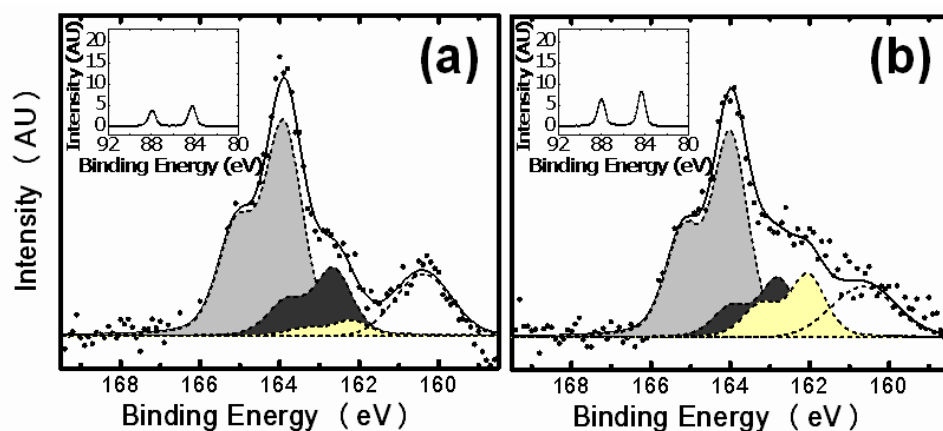 (a)
Intensity (AU)
20
15
10
5
0
92 88 84 80
Binding Energy (eV)
Intensity ( AU )
168 166 164 162 160
Binding Energy ( eV )
(b)
Intensity (AU)
20
15
10
5
0
92 88 84 80
Binding Energy (eV)
168 166 164 162 160
Binding Energy ( eV )